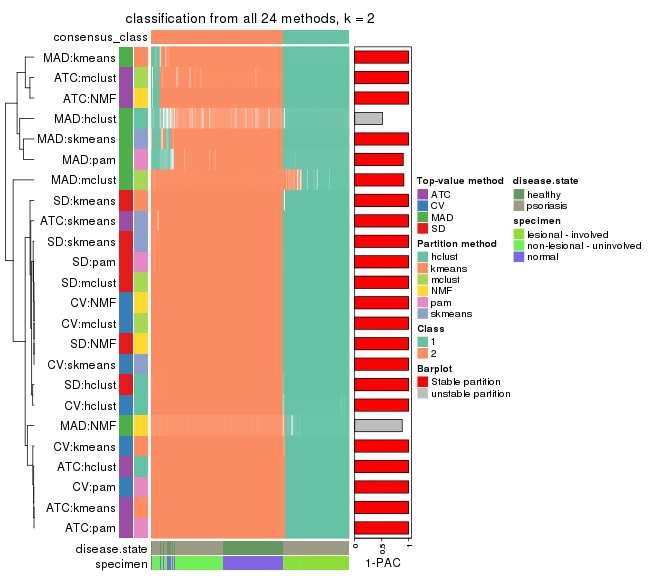 classification from all 24 methods, k = 2
consensus_class
MAD:kmeans
ATC:mclust
ATC:NMF
MAD:hclust
MAD:skmeans
MAD:pam
MAD:mclust
SD:kmeans
ATC:skmeans
SD:skmeans
SD:pam
SD:mclust
CV:NMF
CV:mclust
SD:NMF
CV:skmeans
SD:hclust
CV:hclust
MAD:NMF
CV:kmeans
ATC:hclust
CV:pam
ATC:kmeans
ATC:pam
disease.state
specimen
0
0.5
1
1-PAC
Top-value method
ATC
CV
MAD
SD
Partition method
hclust
kmeans
mclust
NMF
pam
skmeans
Class
1
2
Barplot
Stable partition
unstable partition
disease.state
healthy
psoriasis
specimen
lesional - involved
non-lesional - uninvolved
normal